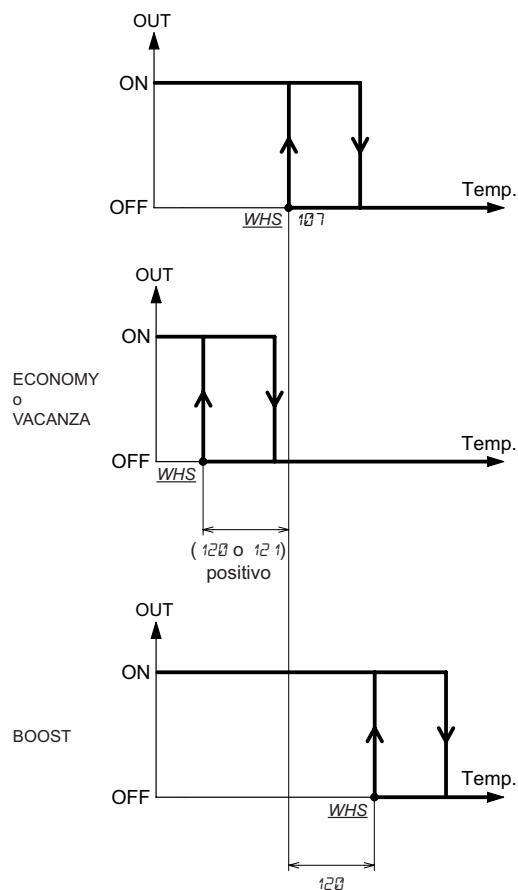 OUT
ON
OFF
Temp.
WHS 107
OUT
ON
ECONOMY
o
VACANZA
OFF
Temp.
WHS
(120 o 121)
positivo
OUT
ON
BOOST
OFF
Temp.
WHS
120